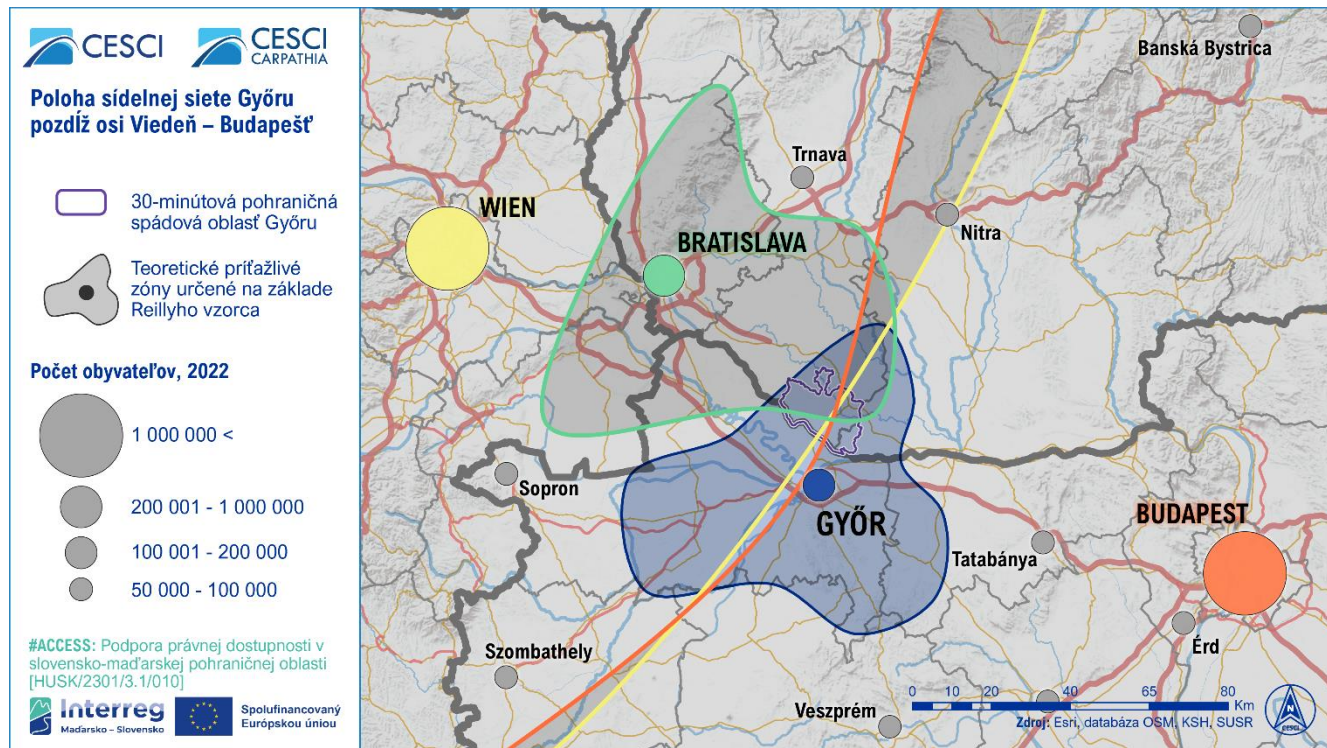 CESCI
CESCI
CARPATHIA
Poloha sídelnej siete Győru
pozdĺž osi Viedeň – Budapešť
30-minútová pohraničná
spádová oblasť Győru
Teoretické príťažlivé
zóny určené na základe
Reillyho vzorca
Počet obyvateľov, 2022
1 000 000 <
200 001 - 1 000 000
100 001 - 200 000
50 000 - 100 000
#ACCESS: Podpora právnej dostupnosti v
slovensko-maďarskej pohraničnej oblasti
[HUSK/2301/3.1/010]
Interreg
Maďarsko – Slovensko
Spolufinancovaný
Európskou úniou
Banská Bystrica
Trnava
WIEN
Nitra
BRATISLAVA
Sopron
GYŐR
BUDAPEST
Tatabánya
Érd
Szombathely
Veszprém
0 10 20 40 65 80
Km
Zdroj: Esri, databáza OSM, KSH, SUSR
N
CESCI